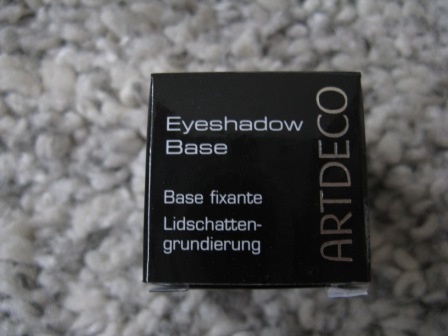 Eyeshadow
Base
Base fixante
Lidschatten-
grundierung
ARTDECO